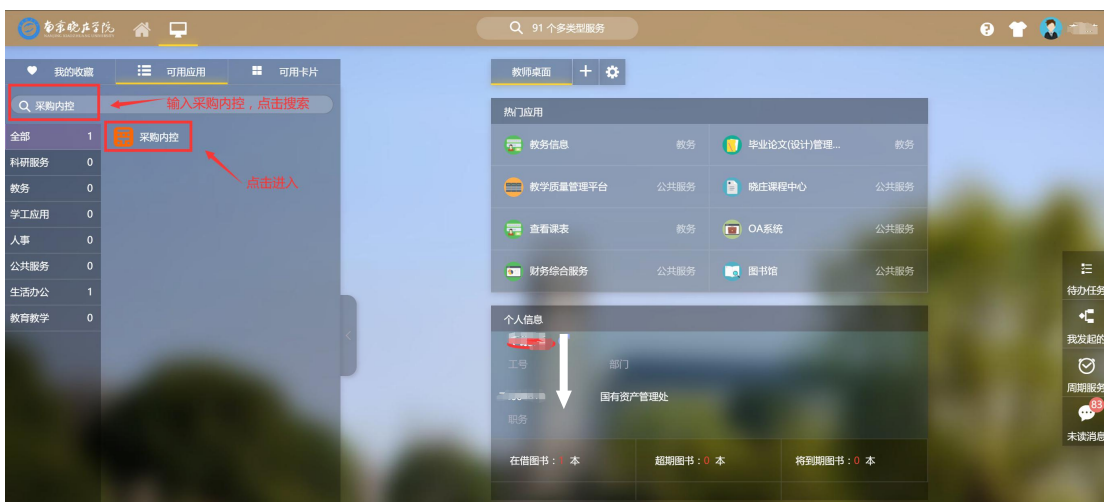 南京晓庄学院
91 个多类型服务
我的收藏
可用应用
可用卡片
采购内控
输入采购内控，点击搜索
全部 1
采购内控
科研服务 0
点击进入
教务 0
学工应用 0
人事 0
公共服务 0
生活办公 1
教育教学 0
教师桌面
热门应用
教务信息 教务
毕业论文(设计)管理... 教务
教学质量管理平台 公共服务
晓庄课程中心 公共服务
查看课表 教务
OA系统 公共服务
财务综合服务 公共服务
图书馆 公共服务
个人信息
工号
部门
国有资产管理处
职务
在借图书： 本
超期图书：0 本
将到期图书：0 本
待办任务
我发起的
周期服务
83
未读消息